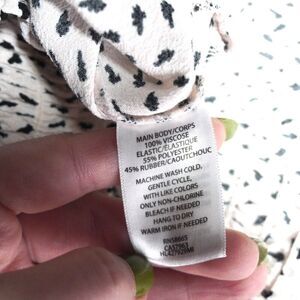 MAIN BODY/CORPS
100% VISCOSE
ELASTIC/ELASTIQUE
55% POLYESTER
45% RUBBER/CAOUTCHOUC
MACHINE WASH COLD,
GENTLE CYCLE,
WITH LIKE COLORS
ONLY NON-CHLORINE
BLEACH IF NEEDED
HANG TO DRY
WARM IRON IF NEEDED